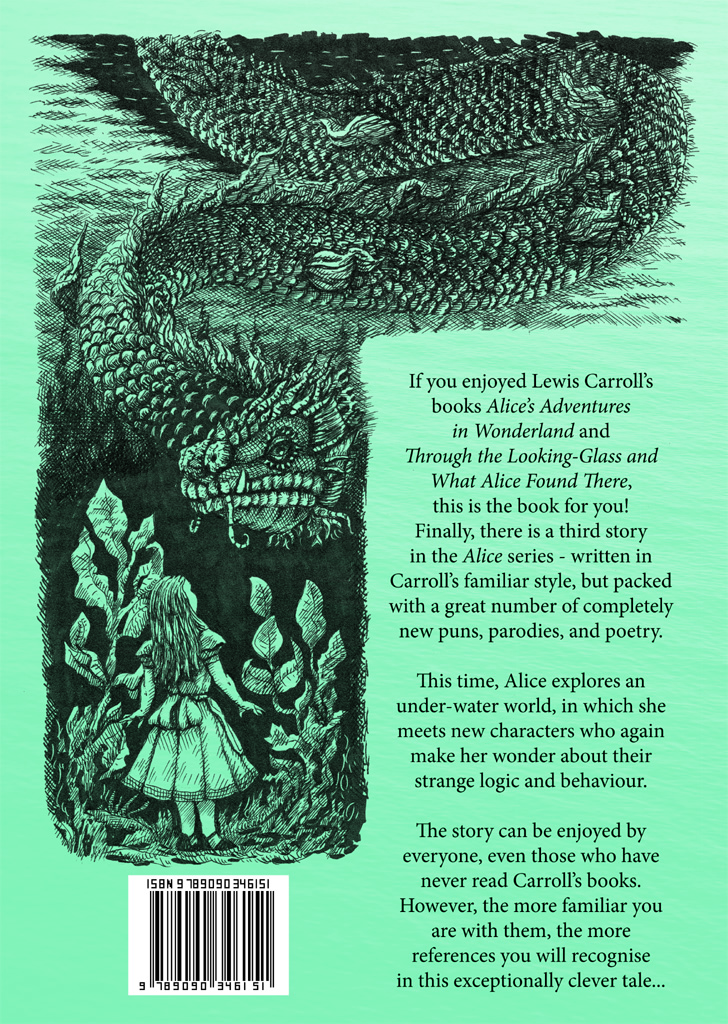 If you enjoyed Lewis Carroll's
books Alice's Adventures
in Wonderland and
Through the Looking-Glass and
What Alice Found There,
this is the book for you!
Finally, there is a third story
in the Alice series - written in
Carroll's familiar style, but packed
with a great number of completely
new puns, parodies, and poetry.
This time, Alice explores an
under-water world, in which she
meets new characters who again
make her wonder about their
strange logic and behaviour.
The story can be enjoyed by
everyone, even those who have
never read Carroll's books.
However, the more familiar you
are with them, the more
references you will recognise
in this exceptionally clever tale...
ISBN 9789090346151
9 789090 346151